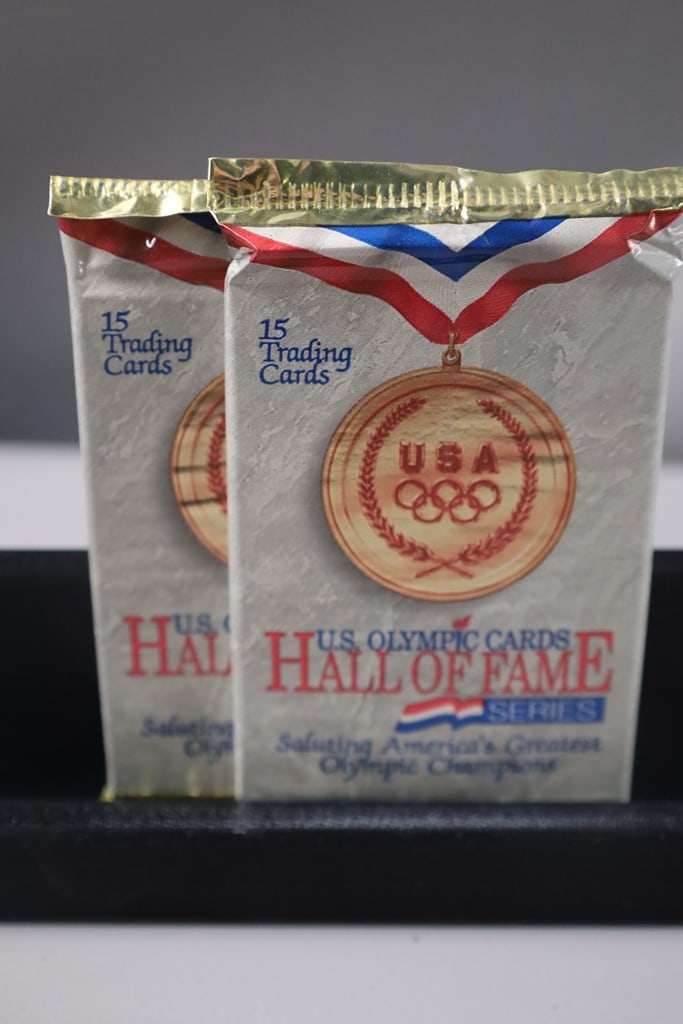 15
Trading
Cards
U.S.
HAL
Saluting
Olym
15
Trading
Cards
USA
U.S. OLYMPIC CARDS
HALL OF FAME
SERIES
Saluting America's Greatest
Olympic Champions